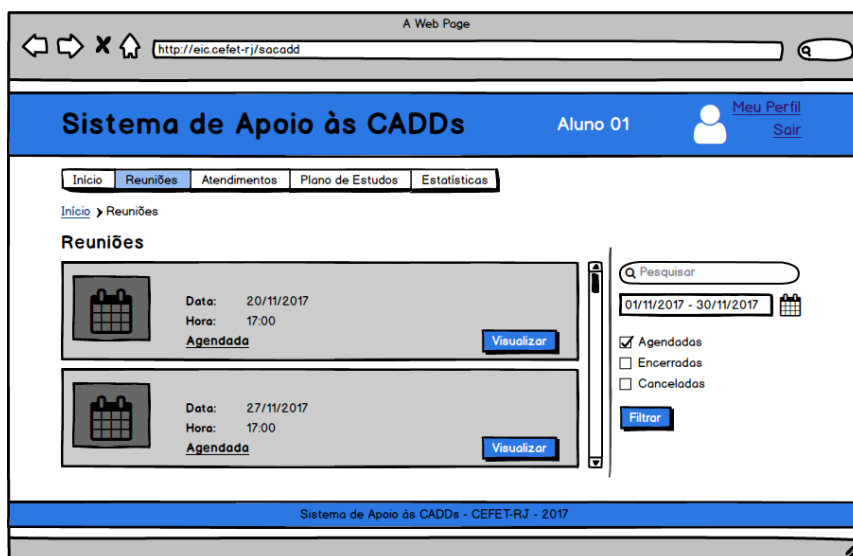 A Web Page
http://eic.cefet-rj/sacadd
Sistema de Apoio às CADDs
Aluno 01
Meu Perfil
Sair
Início Reuniões Atendimentos Plano de Estudos Estatísticas
Início > Reuniões
Reuniões
Data: 20/11/2017
Hora: 17:00
Agendada
Visualizar
Data: 27/11/2017
Hora: 17:00
Agendada
Visualizar
Pesquisar
01/11/2017 - 30/11/2017
Agendadas
Encerradas
Canceladas
Filtrar
Sistema de Apoio às CADDs - CEFET-RJ - 2017